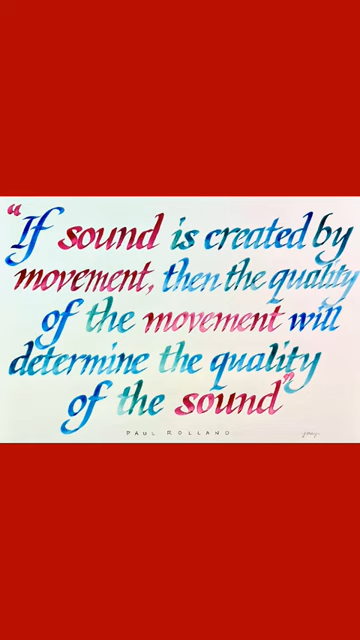 “If sound is created by
movement, then the quality
of the movement will
determine the quality
of the sound”
PAUL ROLLAND